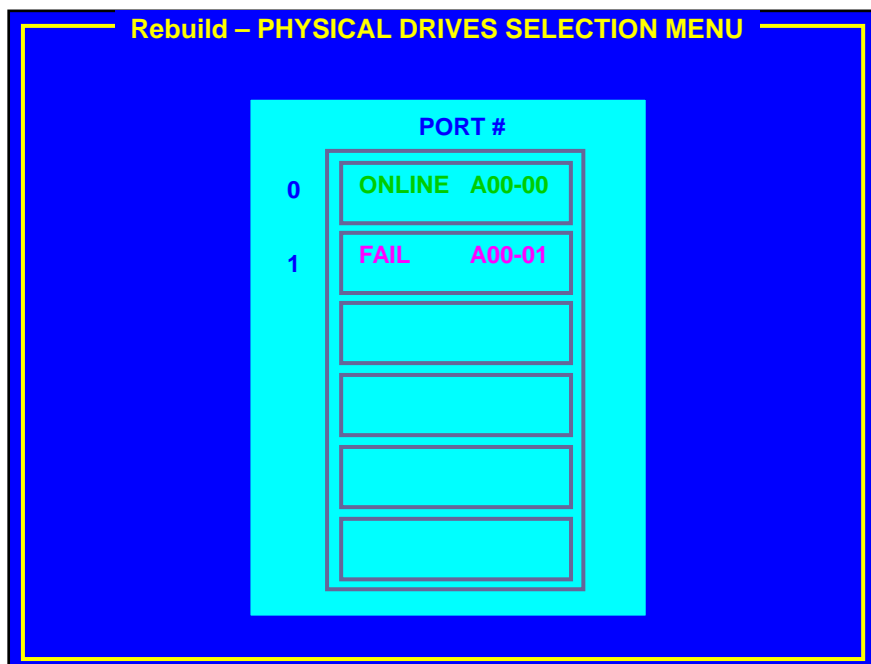 Rebuild – PHYSICAL DRIVES SELECTION MENU
PORT #
0 ONLINE A00-00
1 FAIL A00-01